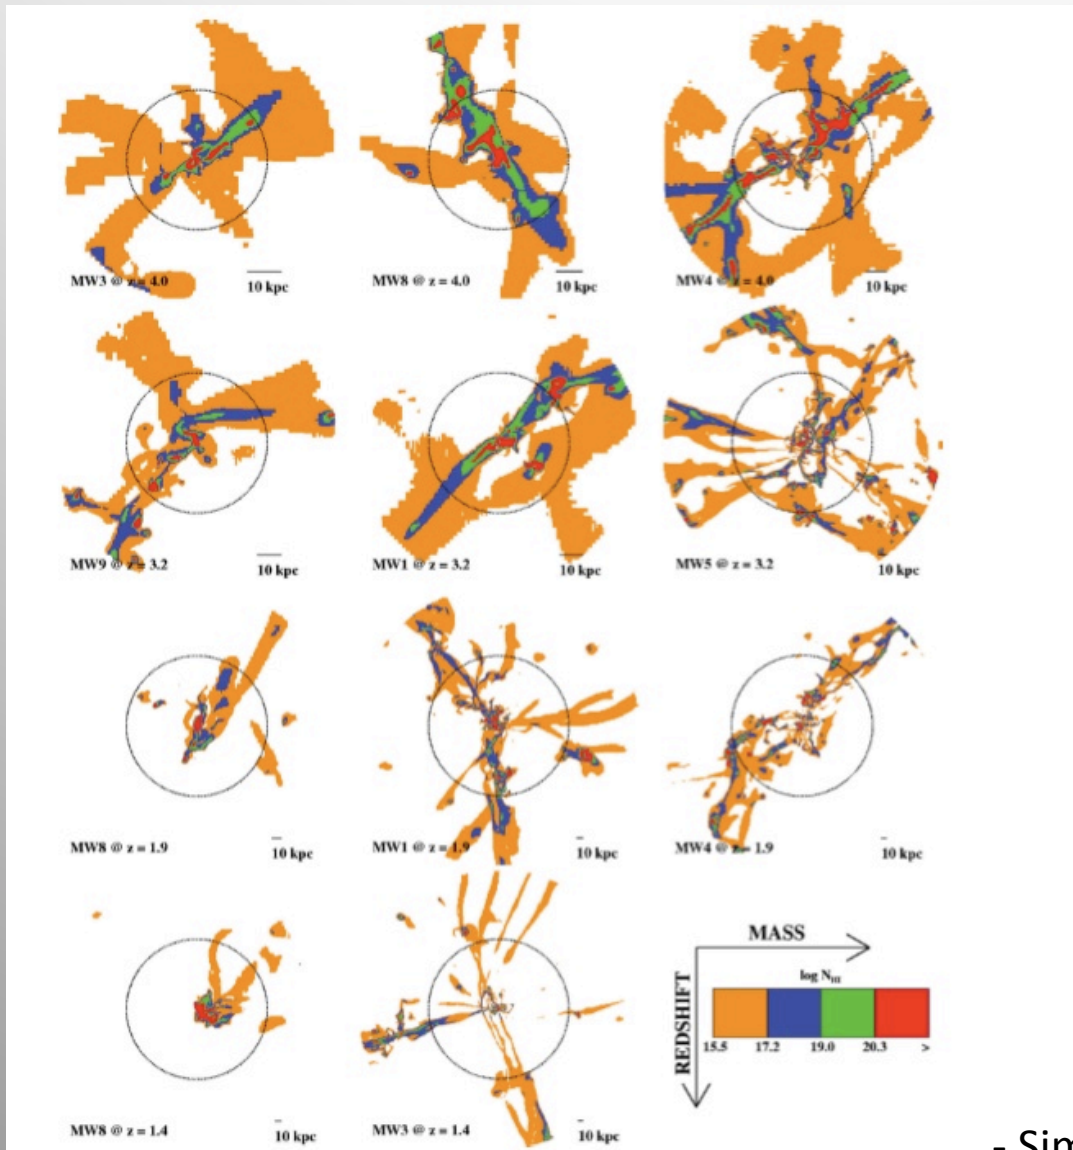 MW3 @ z = 4.0
10 kpc
MW8 @ z = 4.0
10 kpc
MW4 @ z = 4.0
10 kpc
MW9 @ z = 3.2
10 kpc
MW1 @ z = 3.2
10 kpc
MW5 @ z = 3.2
10 kpc
MW8 @ z = 1.9
10 kpc
MW1 @ z = 1.9
10 kpc
MW4 @ z = 1.9
10 kpc
MW8 @ z = 1.4
10 kpc
MW3 @ z = 1.4
10 kpc
MASS
REDSHIFT
log N_HI
15.5 17.2 19.0 20.3 >
- Sim